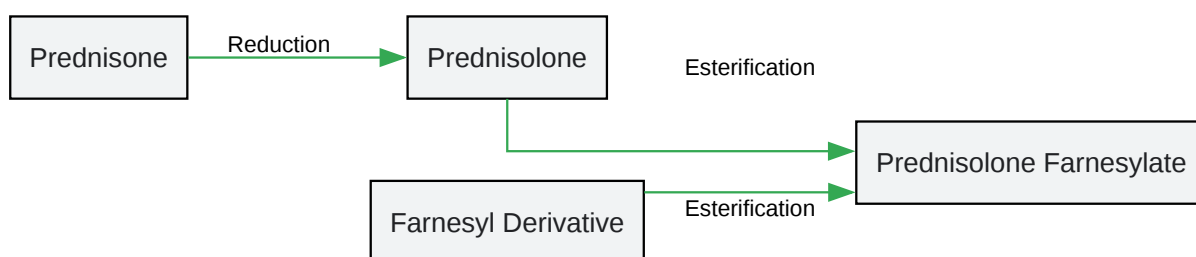 Prednisone
Reduction
Prednisolone
Esterification
Prednisolone Farnesylate
Farnesyl Derivative
Esterification